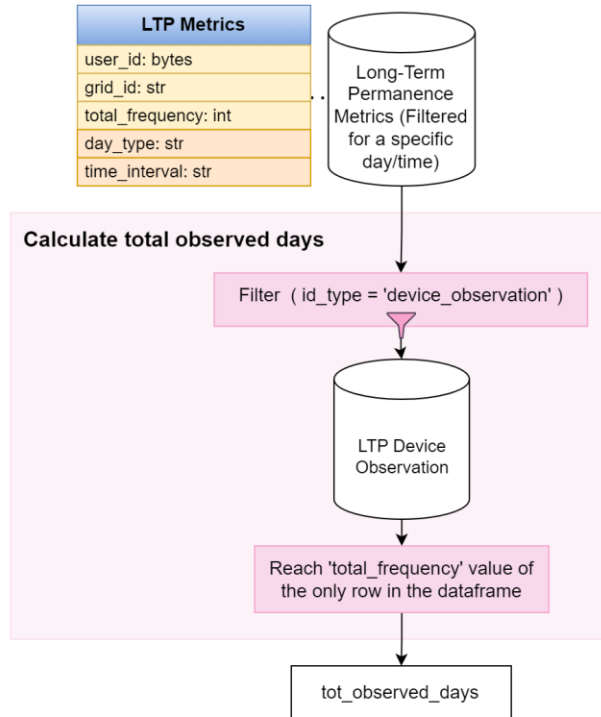 LTP Metrics
user_id: bytes
grid_id: str
total_frequency: int
day_type: str
time_interval: str
Long-Term
Permanence
Metrics (Filtered
for a specific
day/time)
Calculate total observed days
Filter ( id_type = 'device_observation' )
LTP Device
Observation
Reach 'total_frequency' value of
the only row in the dataframe
tot_observed_days